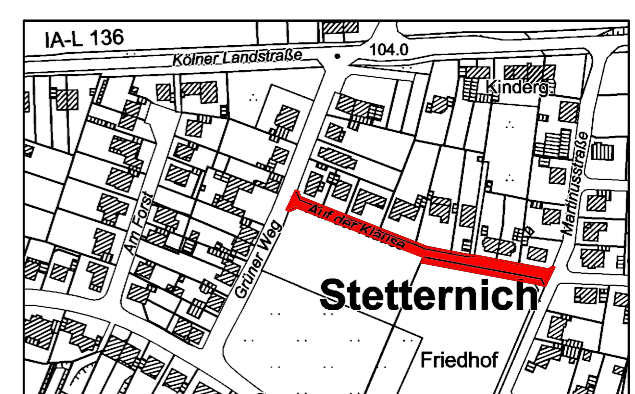 IA-L 136
Kölner Landstraße
104.0
Kinderg.
Martinusstraße
Am Forst
Grüner Weg
Auf der Klause
Stetternich
Friedhof